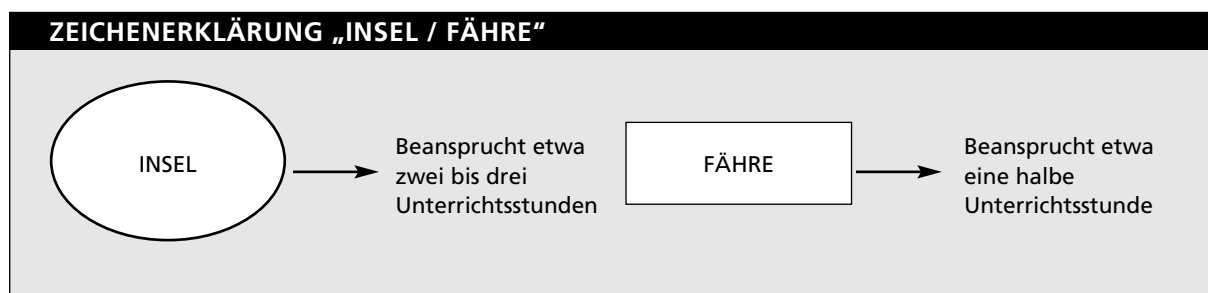 ZEICHENERKLÄRUNG „INSEL / FÄHRE“
INSEL
Beansprucht etwa
zwei bis drei
Unterrichtsstunden
FÄHRE
Beansprucht etwa
eine halbe
Unterrichtsstunde